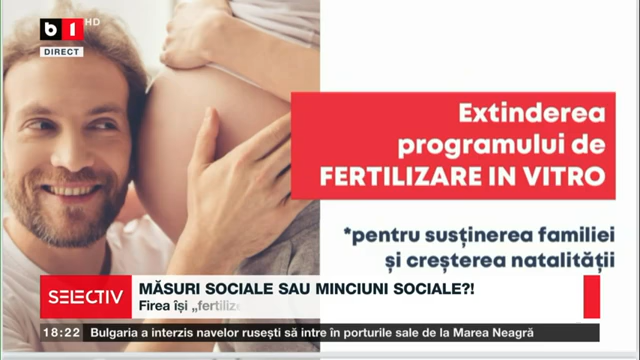 b1 HD
DIRECT
Extinderea
programului de
FERTILIZARE IN VITRO
*pentru susținerea familiei
și creșterea natalității
SELECTIV
MĂSURI SOCIALE SAU MINCIUNI SOCIALE?!
Firea își
18:22 Bulgaria a interzis navelor rusești să intre în porturile sale de la Marea Neagră